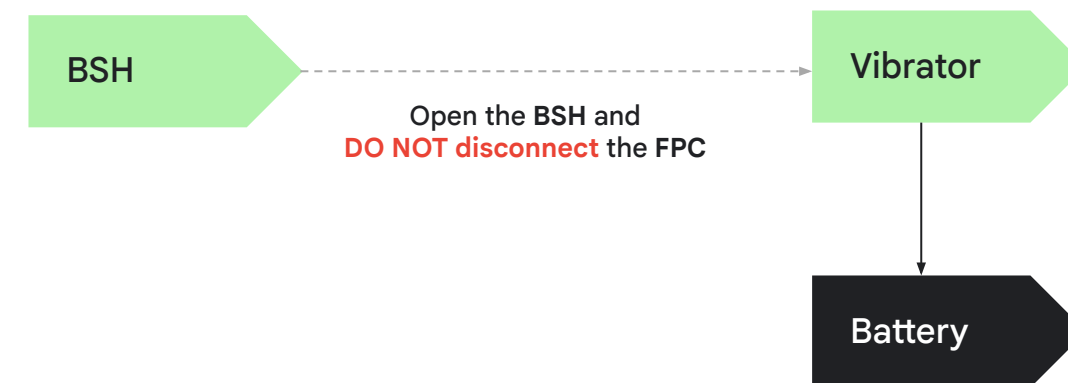 BSH
Vibrator
Open the BSH and
DO NOT disconnect the FPC
Battery